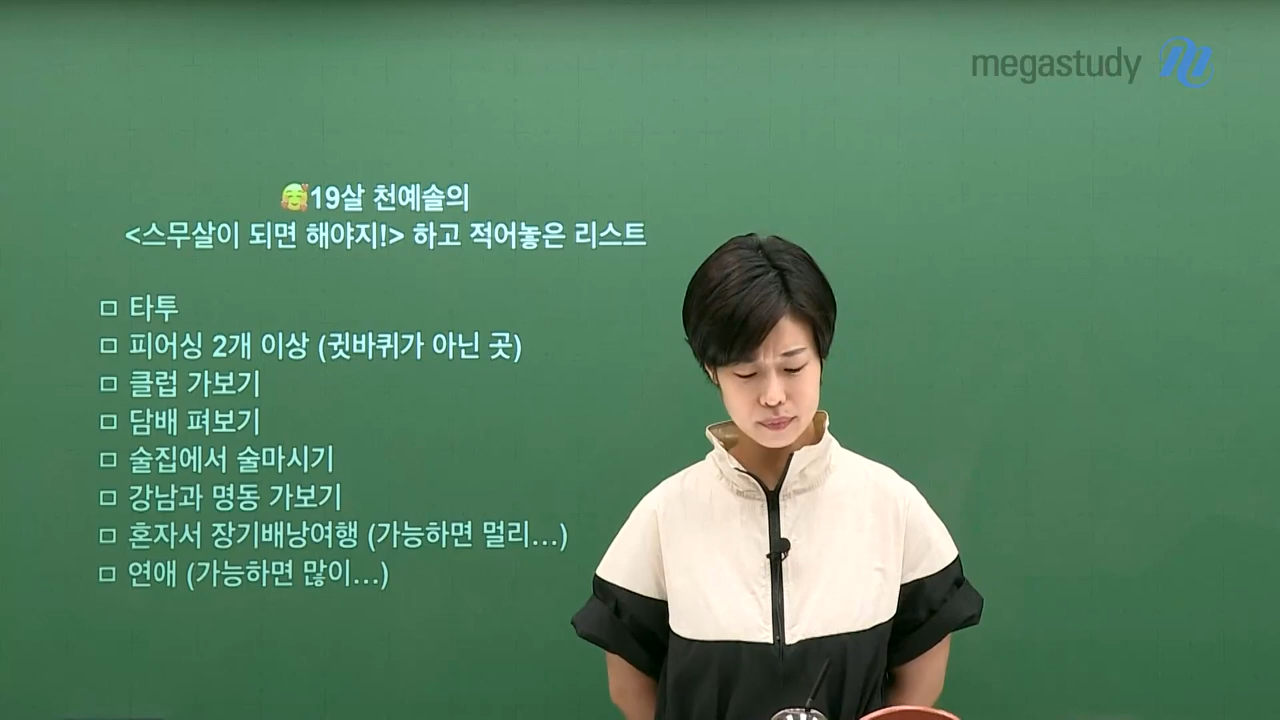 megastudy
🥰19살 천예솔의
<스무살이 되면 해야지!> 하고 적어놓은 리스트
□ 타투
□ 피어싱 2개 이상 (귓바퀴가 아닌 곳)
□ 클럽 가보기
□ 담배 펴보기
□ 술집에서 술마시기
□ 강남과 명동 가보기
□ 혼자서 장기배낭여행 (가능하면 멀리...)
□ 연애 (가능하면 많이...)